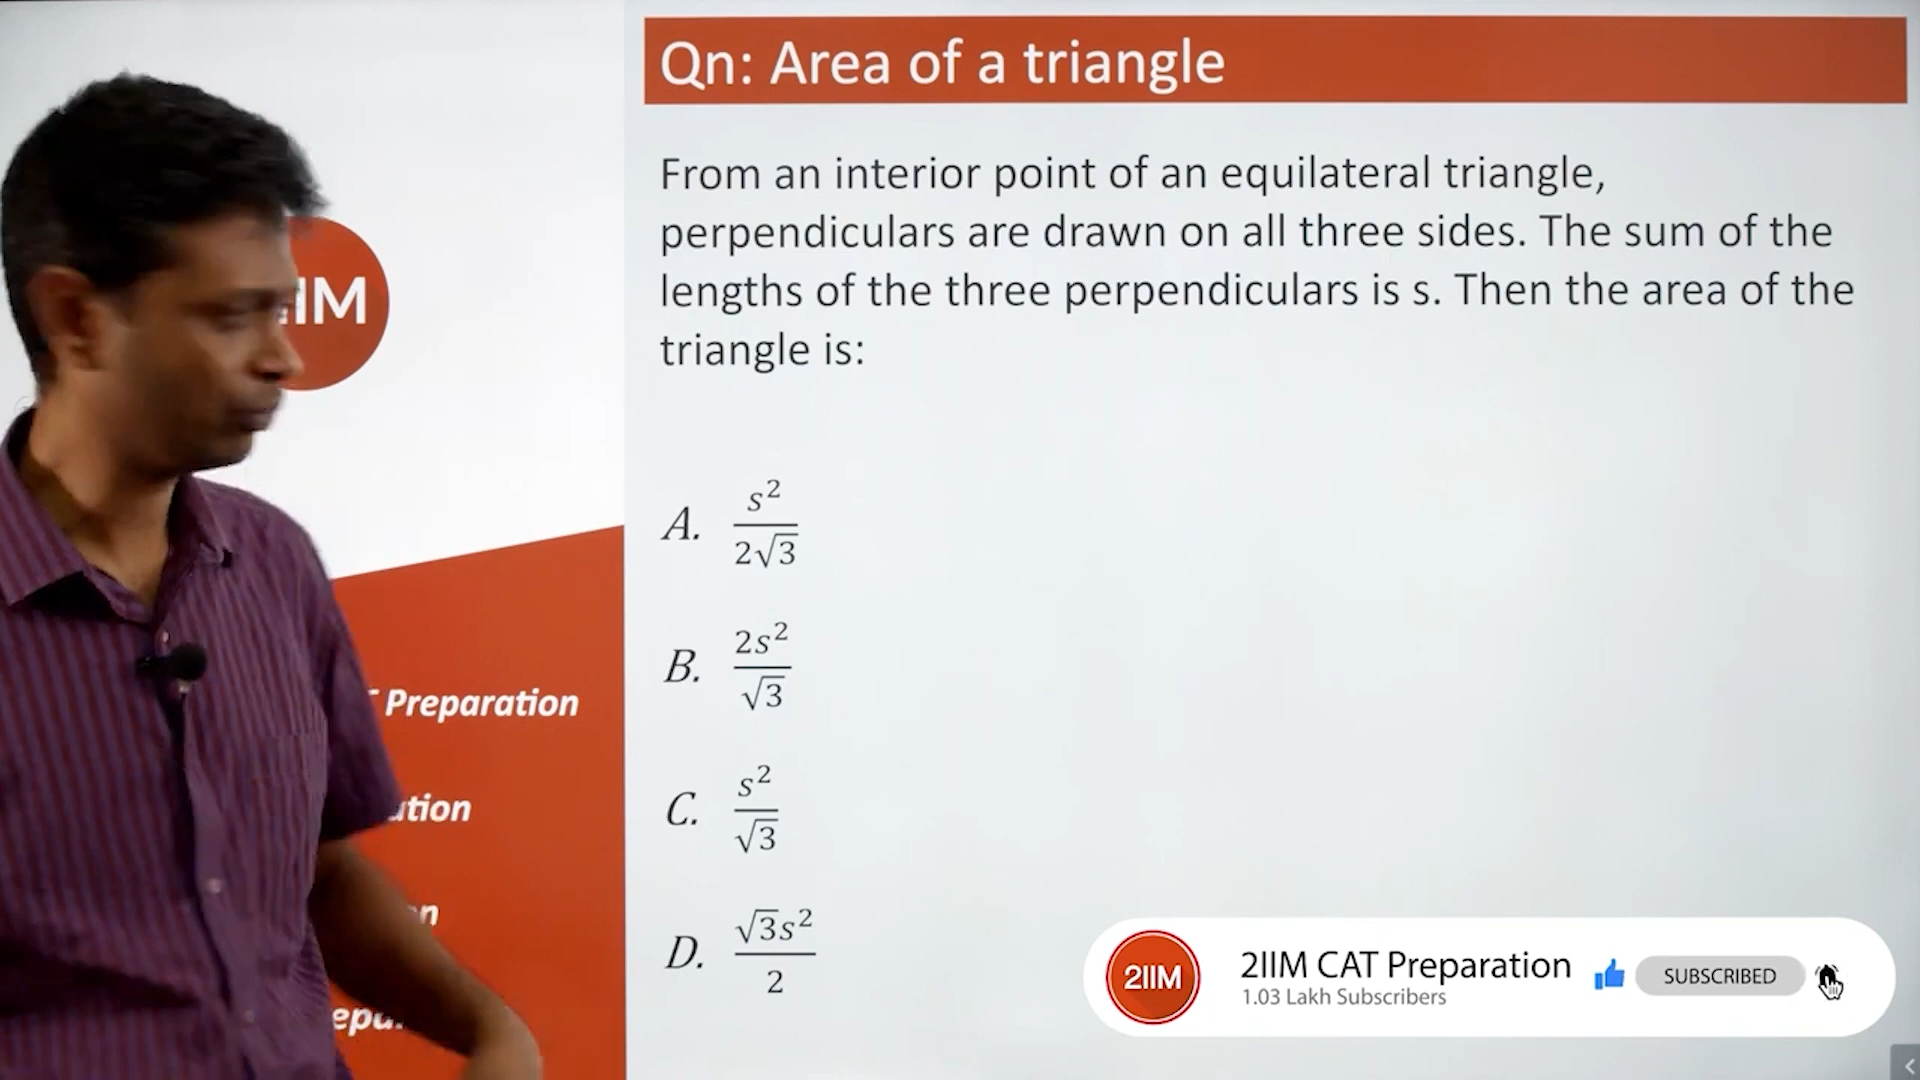 Qn: Area of a triangle
From an interior point of an equilateral triangle,
perpendiculars are drawn on all three sides. The sum of the
lengths of the three perpendiculars is s. Then the area of the
triangle is:
A. s²/2√3
B. 2s²/√3
C. s²/√3
D. √3s²/2
IIM
Preparation
2IIM
2IIM CAT Preparation
1.03 Lakh Subscribers
SUBSCRIBED